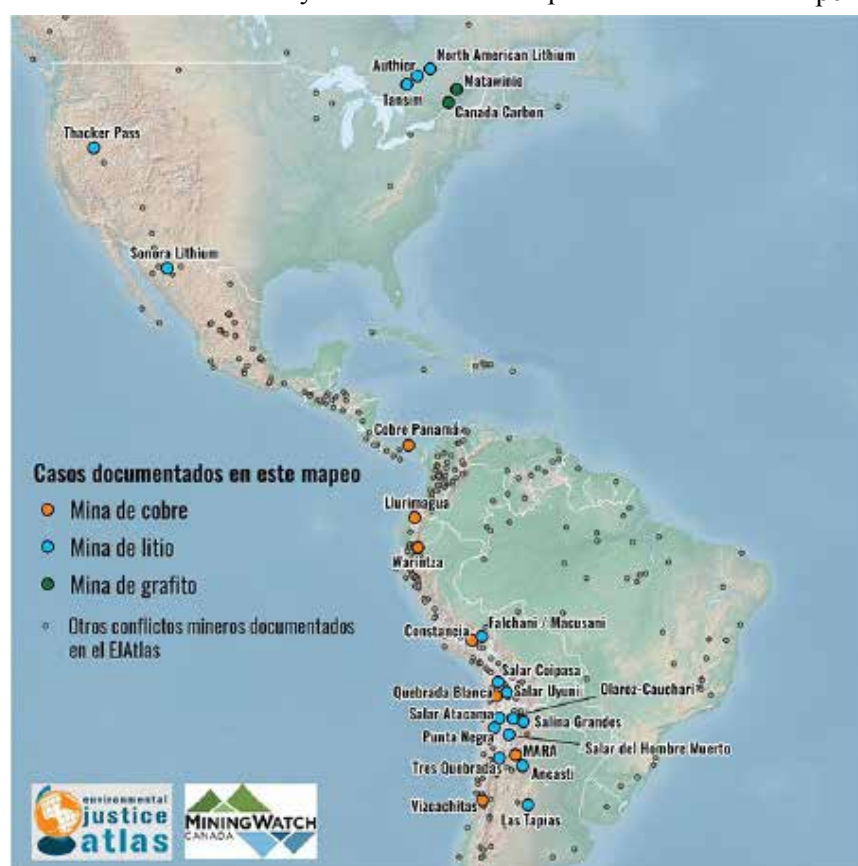 North American Lithium
Authier
Matawinie
Tansim
Canada Carbon
Thacker Pass
Sonora Lithium
Cobre Panamá
Casos documentados en este mapeo
Mina de cobre
Mina de litio
Mina de grafito
Otros conflictos mineros documentados
en el EJAtlas
Llurimagua
Warintza
Constancia
Falchani / Macusani
Salar Coipasa
Quebrada Blanca
Salar Uyuni
Olaroz-Cauchari
Salar Atacama
Salina Grandes
Punta Negra
Salar del Hombre Muerto
MARA
Tres Quebradas
Ancasti
Vizcachitas
Las Tapias
environmental
justice
atlas
MININGWATCH
CANADA